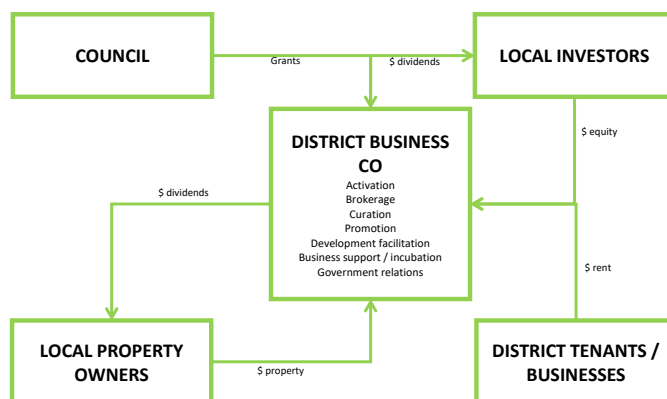 COUNCIL
Grants
$ dividends
LOCAL INVESTORS
$ equity
DISTRICT BUSINESS
CO
Activation
Brokerage
Curation
Promotion
Development facilitation
Business support / incubation
Government relations
$ dividends
$ rent
LOCAL PROPERTY
OWNERS
$ property
DISTRICT TENANTS /
BUSINESSES